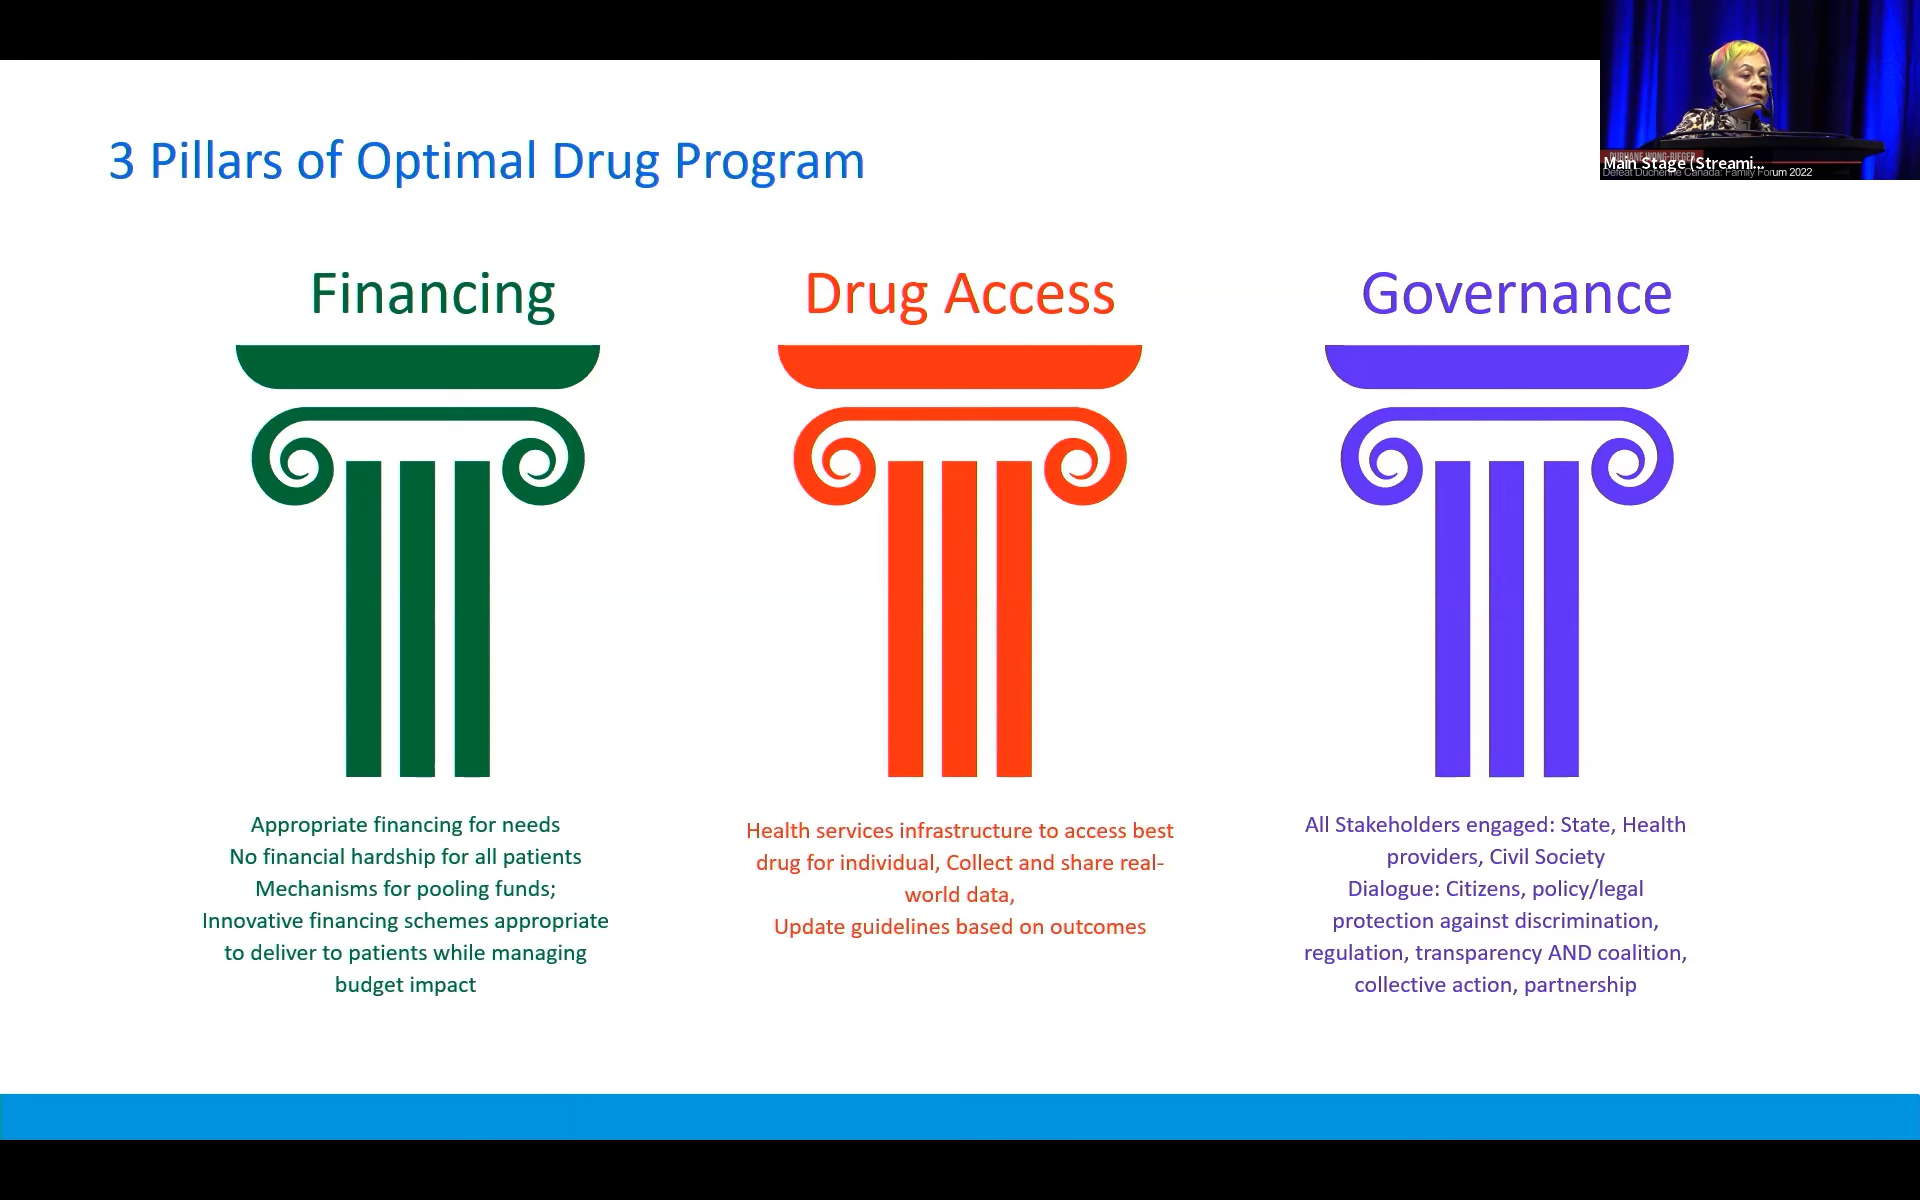 3 Pillars of Optimal Drug Program
Main Stage (Streami...
Defeat Duchenne Canada: Family Forum 2022
Financing
Drug Access
Governance
Appropriate financing for needs
No financial hardship for all patients
Mechanisms for pooling funds;
Innovative financing schemes appropriate
to deliver to patients while managing
budget impact
Health services infrastructure to access best
drug for individual, Collect and share real-
world data,
Update guidelines based on outcomes
All Stakeholders engaged: State, Health
providers, Civil Society
Dialogue: Citizens, policy/legal
protection against discrimination,
regulation, transparency AND coalition,
collective action, partnership